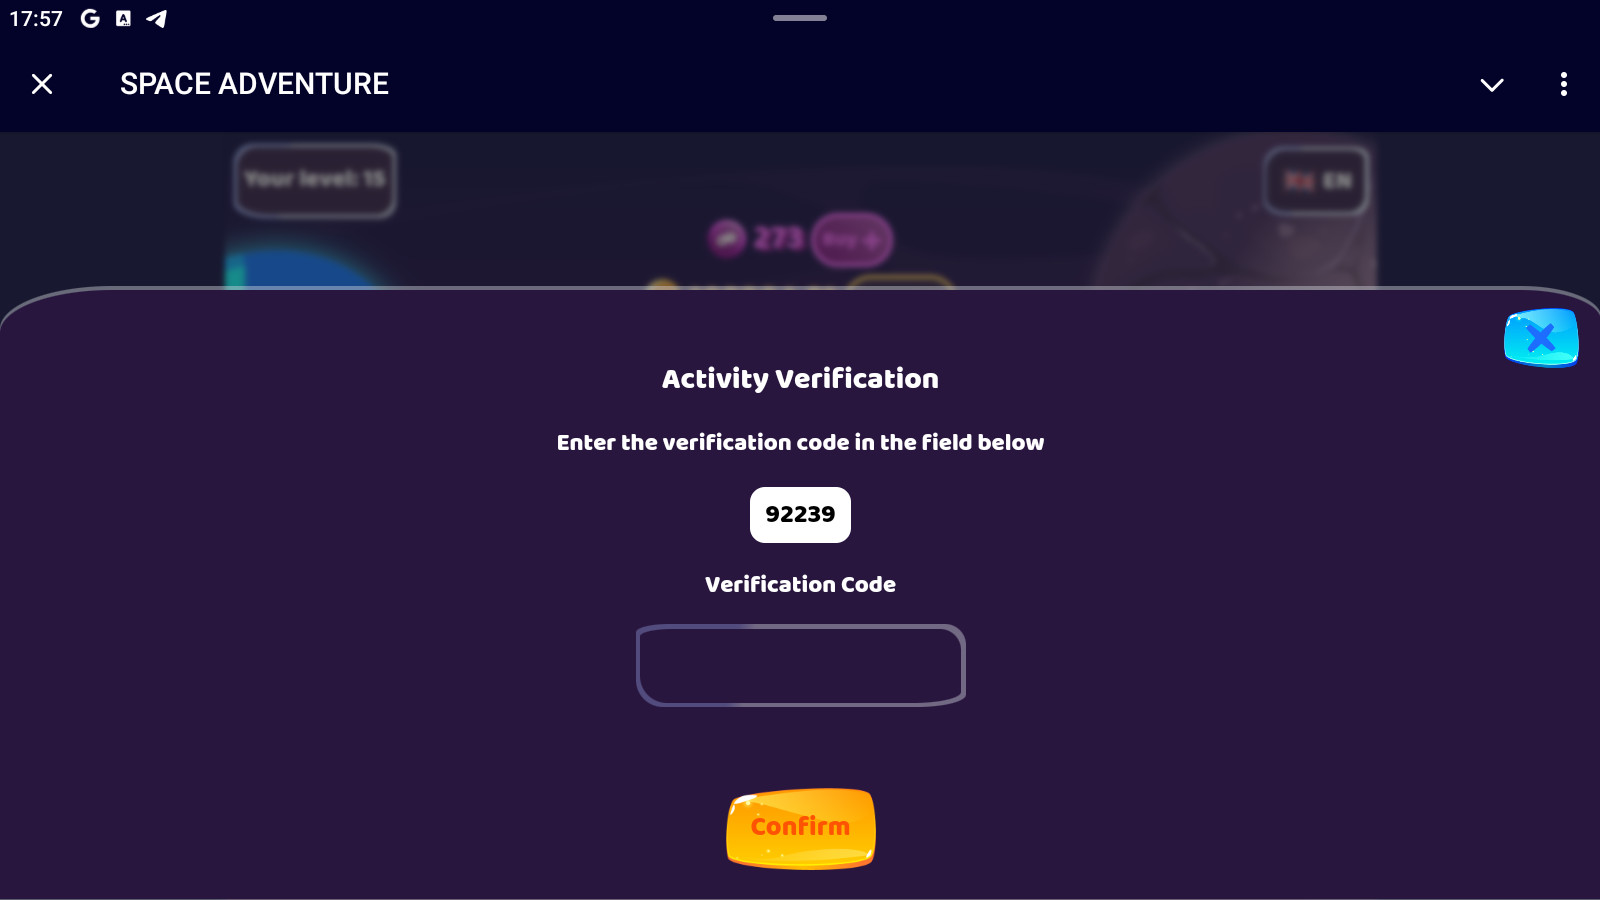 17:57
SPACE ADVENTURE
Your level: 15
EN
273 Buy +
Activity Verification
Enter the verification code in the field below
92239
Verification Code
Confirm